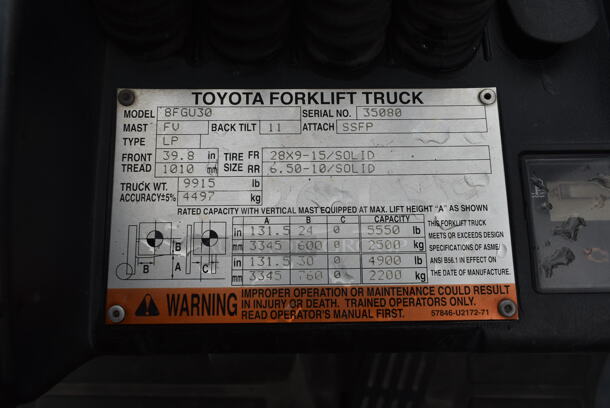 TOYOTA FORKLIFT TRUCK
MODEL 8FGU30 SERIAL NO. 35080
MAST FV BACK TILT 11 ATTACH SSFP
TYPE LP
FRONT TREAD 39.8 in TIRE SIZE FR 28X9-15/SOLID
1010 mm RR 6.50-10/SOLID
TRUCK WT. 9915 lb
ACCURACY±5% 4497 kg
RATED CAPACITY WITH VERTICAL MAST EQUIPPED AT MAX. LIFT HEIGHT "A" AS SHOWN
A B C CAPACITY
in 131.5 24 0 5550 lb
mm 3345 600 0 2500 kg
in 131.5 30 0 4900 lb
mm 3345 760 0 2200 kg
B B A C
THIS FORKLIFT TRUCK
MEETS OR EXCEEDS DESIGN
SPECIFICATIONS OF ASME/
ANSI B56.1 IN EFFECT ON
THE DATE OF MANUFACTURE.
WARNING
IMPROPER OPERATION OR MAINTENANCE COULD RESULT
IN INJURY OR DEATH. TRAINED OPERATORS ONLY.
READ OPERATOR'S MANUAL FIRST.
57846-U2172-71